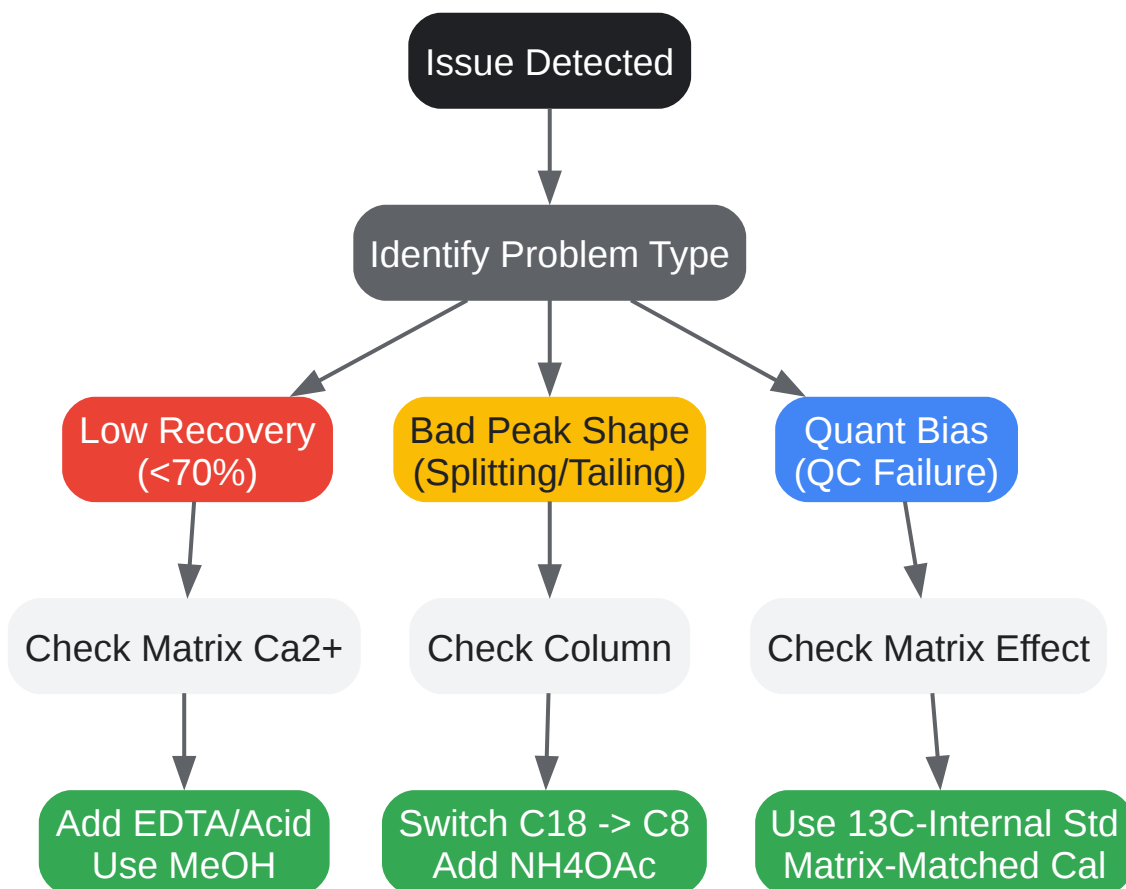 Issue Detected
Identify Problem Type
Low Recovery
(<70%)
Bad Peak Shape
(Splitting/Tailing)
Quant Bias
(QC Failure)
Check Matrix Ca2+
Check Column
Check Matrix Effect
Add EDTA/Acid
Use MeOH
Switch C18 -> C8
Add NH4OAc
Use 13C-Internal Std
Matrix-Matched Cal